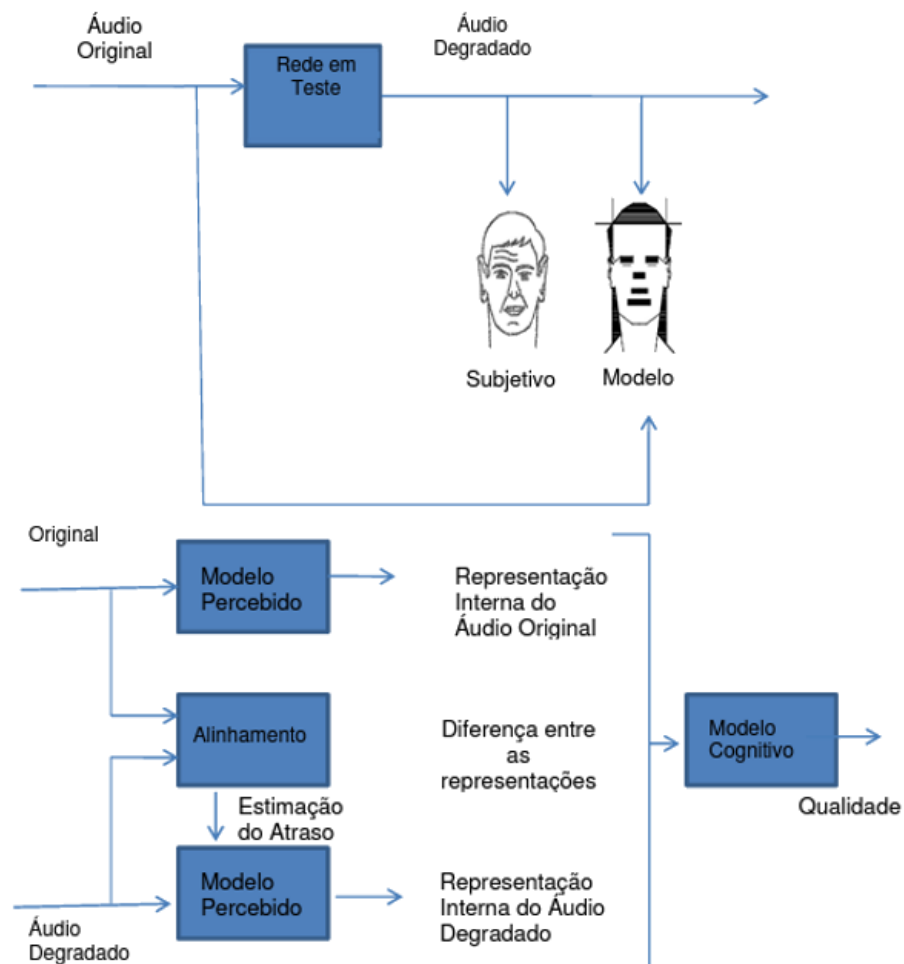 Áudio
Original
Rede em
Teste
Áudio
Degradado
Subjetivo
Modelo
Original
Modelo
Percebido
Representação
Interna do
Áudio Original
Alinhamento
Diferença entre
as
representações
Modelo
Cognitivo
Estimação
do Atraso
Qualidade
Modelo
Percebido
Representação
Interna do Áudio
Degradado
Áudio
Degradado